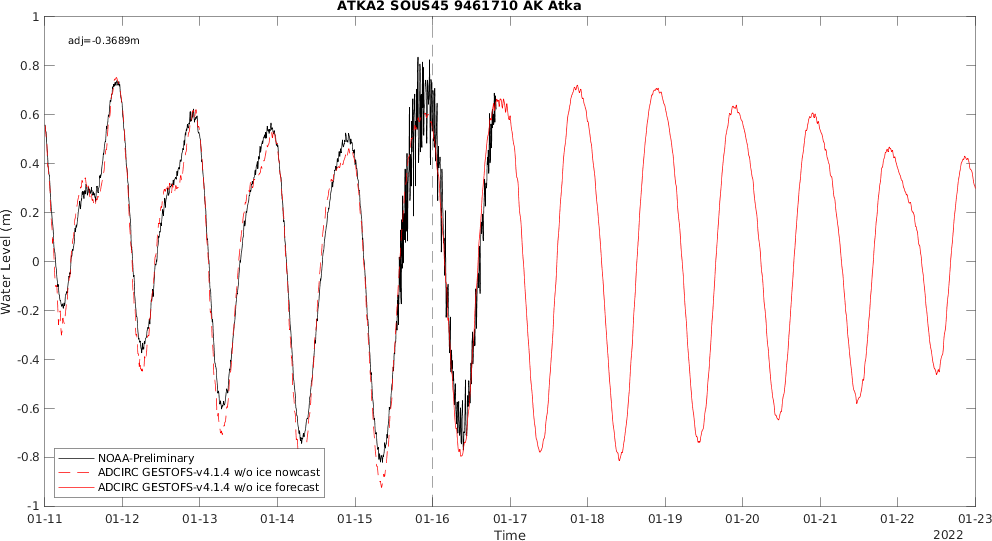 ATKA2 SOUS45 9461710 AK Atka
adj=-0.3689m
1
0.8
0.6
0.4
0.2
0
-0.2
-0.4
-0.6
-0.8
-1
Water Level (m)
NOAA-Preliminary
ADCIRC GESTOFS-v4.1.4 w/o ice nowcast
ADCIRC GESTOFS-v4.1.4 w/o ice forecast
01-11 01-12 01-13 01-14 01-15 01-16 01-17 01-18 01-19 01-20 01-21 01-22 01-23
Time
2022